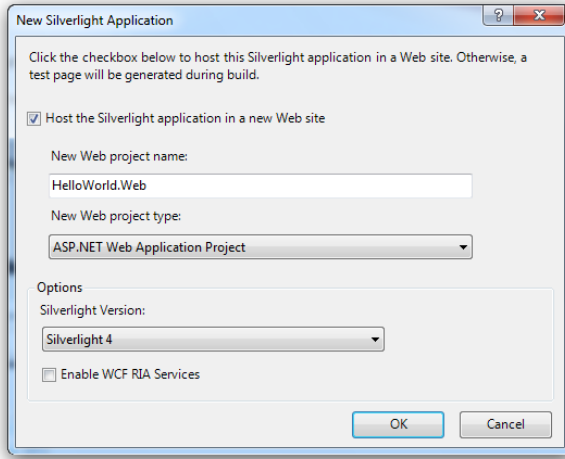 New Silverlight Application
?
Click the checkbox below to host this Silverlight application in a Web site. Otherwise, a
test page will be generated during build.
Host the Silverlight application in a new Web site
New Web project name:
HelloWorld.Web
New Web project type:
ASP.NET Web Application Project
Options
Silverlight Version:
Silverlight 4
Enable WCF RIA Services
OK Cancel